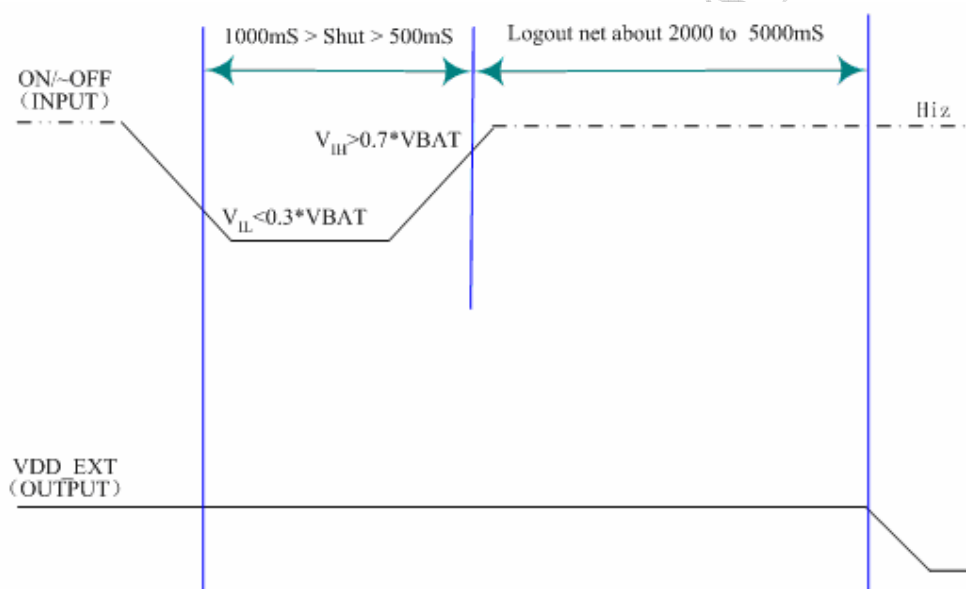 1000mS > Shut > 500mS
Logout net about 2000 to 5000mS
ON/~OFF
(INPUT)
Hiz
V_IH>0.7*VBAT
V_IL<0.3*VBAT
VDD_EXT
(OUTPUT)